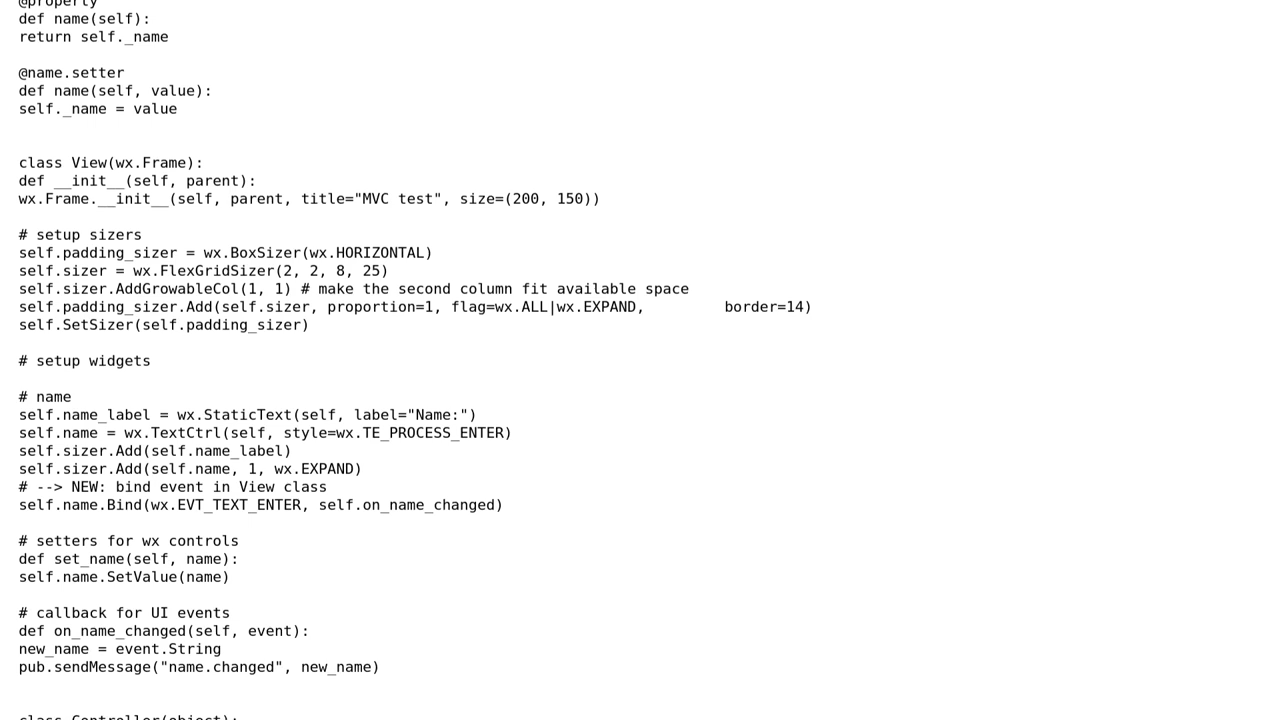 @property
def name(self):
return self._name

@name.setter
def name(self, value):
self._name = value


class View(wx.Frame):
def __init__(self, parent):
wx.Frame.__init__(self, parent, title="MVC test", size=(200, 150))

# setup sizers
self.padding_sizer = wx.BoxSizer(wx.HORIZONTAL)
self.sizer = wx.FlexGridSizer(2, 2, 8, 25)
self.sizer.AddGrowableCol(1, 1) # make the second column fit available space
self.padding_sizer.Add(self.sizer, proportion=1, flag=wx.ALL|wx.EXPAND,         border=14)
self.SetSizer(self.padding_sizer)

# setup widgets

# name
self.name_label = wx.StaticText(self, label="Name:")
self.name = wx.TextCtrl(self, style=wx.TE_PROCESS_ENTER)
self.sizer.Add(self.name_label)
self.sizer.Add(self.name, 1, wx.EXPAND)
# --> NEW: bind event in View class
self.name.Bind(wx.EVT_TEXT_ENTER, self.on_name_changed)

# setters for wx controls
def set_name(self, name):
self.name.SetValue(name)

# callback for UI events
def on_name_changed(self, event):
new_name = event.String
pub.sendMessage("name.changed", new_name)


class Controller(object):